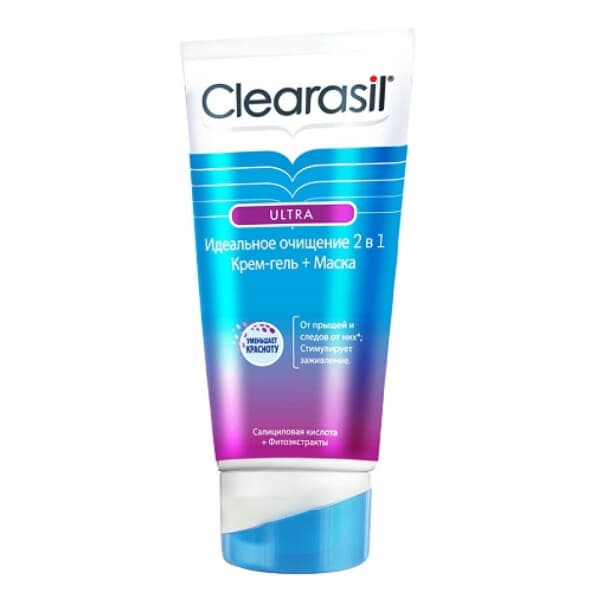 Clearasil®
ULTRA
Идеальное очищение 2 в 1
Крем-гель + Маска
УМЕНЬШАЕТ
КРАСНОТУ
От прыщей и
следов от них*;
Стимулирует
заживление.
Салициловая кислота
+ Фитоэкстракты